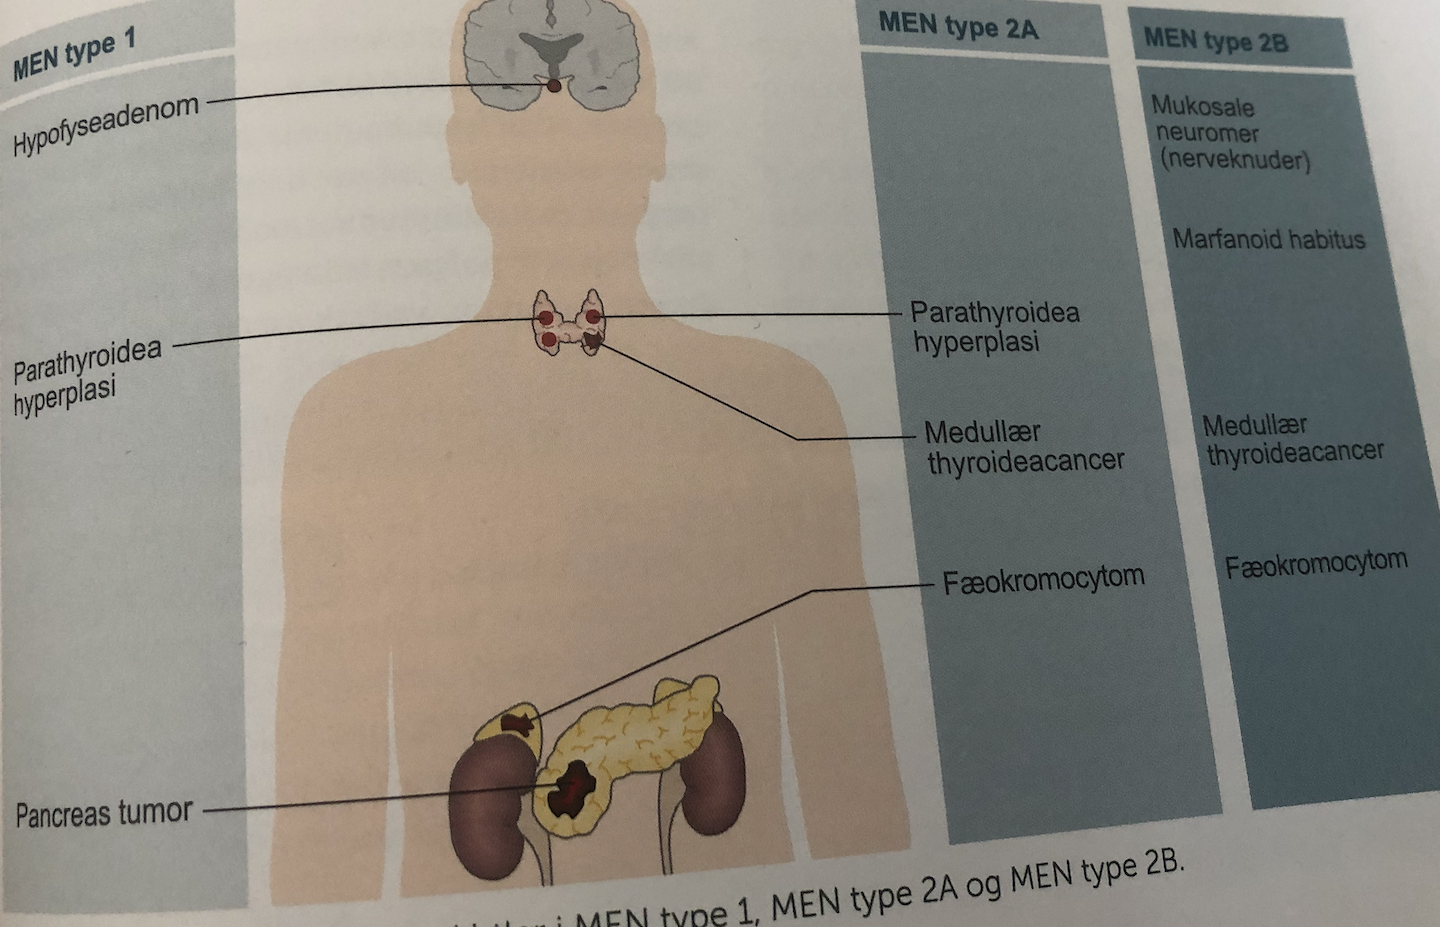 MEN type 1
Hypofyseadenom
Parathyroidea
hyperplasi
Pancreas tumor
MEN type 2A
Parathyroidea
hyperplasi
Medullær
thyroideacancer
Fæokromocytom
MEN type 2B
Mukosale
neuromer
(nerveknuder)
Marfanoid habitus
Medullær
thyroideacancer
Fæokromocytom
i MEN type 1, MEN type 2A og MEN type 2B.